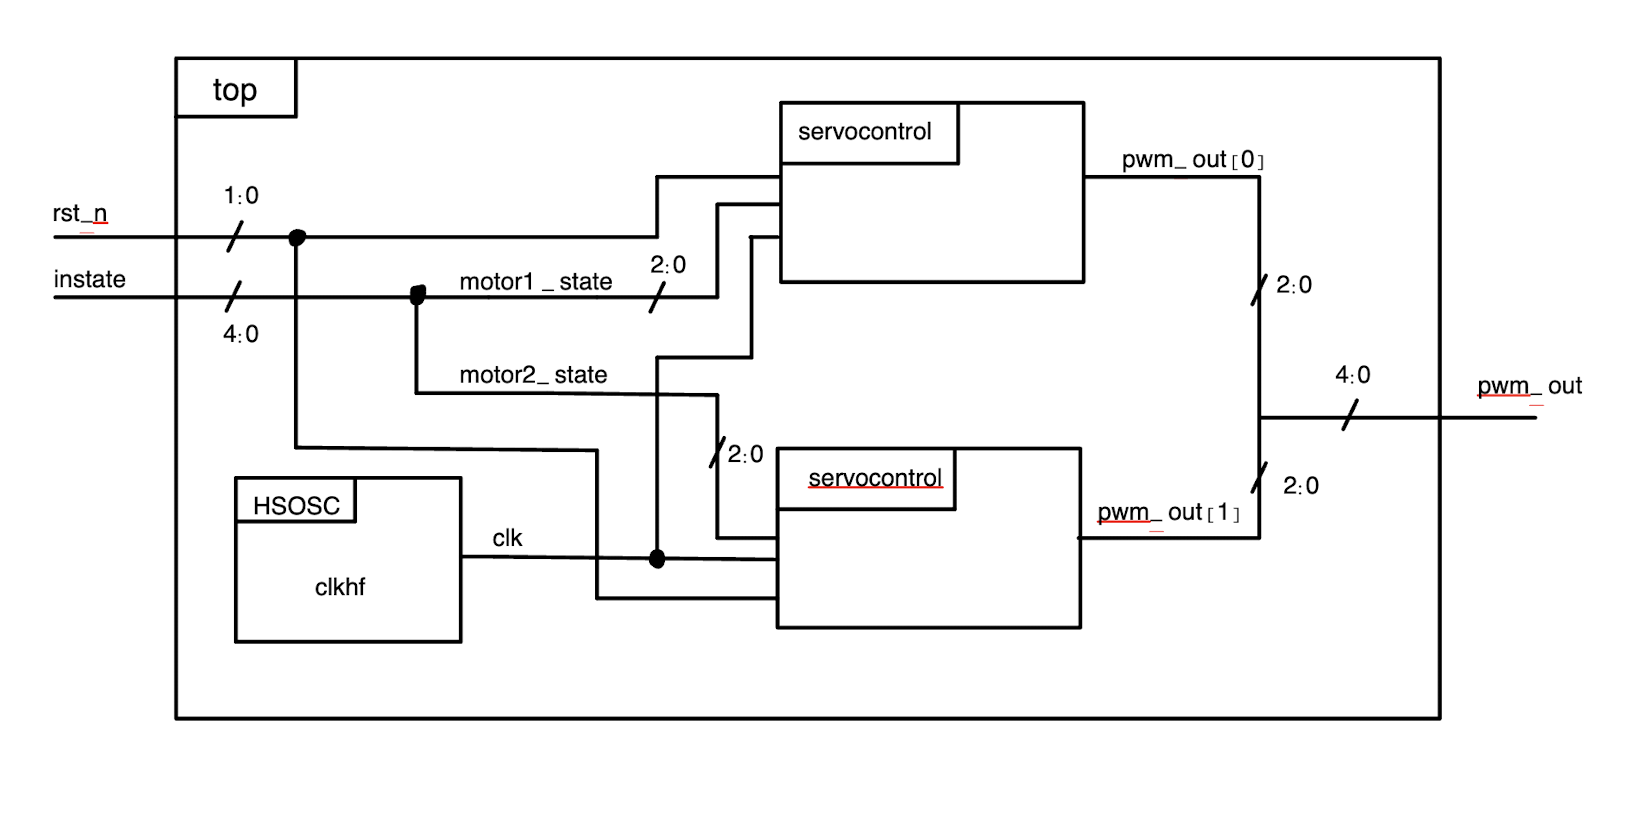 top
servocontrol
pwm_ out[0]
1:0
rst_n
2:0
instate
motor1 _ state
2:0
4:0
motor2_ state
4:0
pwm_ out
2:0
servocontrol
2:0
HSOSC
pwm_ out[1]
clk
clkhf